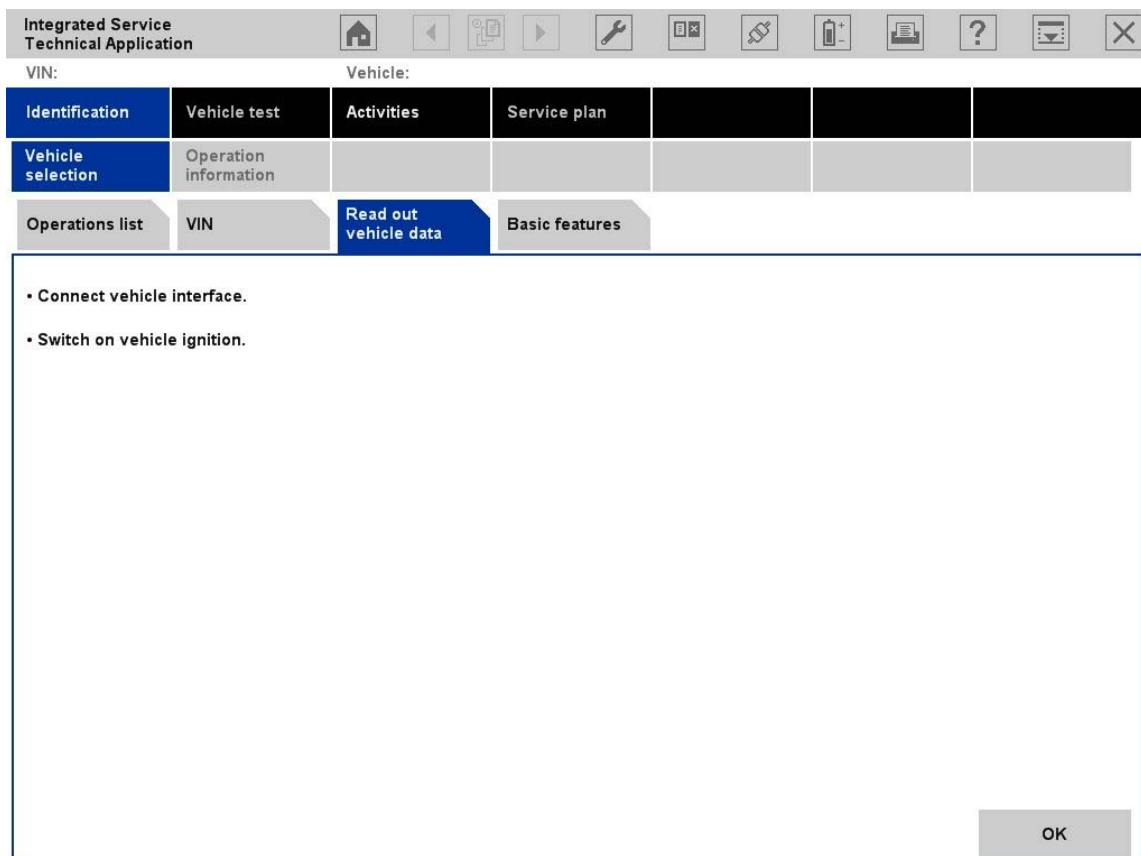 Integrated Service
Technical Application
?
VIN:
Vehicle:
Identification
Vehicle test
Activities
Service plan
Vehicle
selection
Operation
information
Operations list
VIN
Read out
vehicle data
Basic features
• Connect vehicle interface.
• Switch on vehicle ignition.
OK